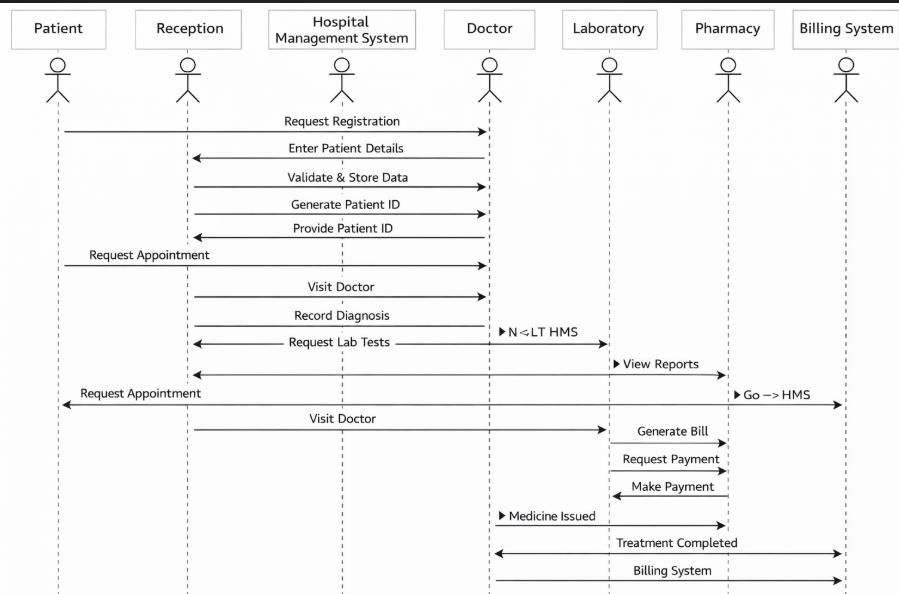 Patient
Reception
Hospital
Management System
Doctor
Laboratory
Pharmacy
Billing System
Request Registration
Enter Patient Details
Validate & Store Data
Generate Patient ID
Provide Patient ID
Request Appointment
Visit Doctor
Record Diagnosis
N<LT HMS
Request Lab Tests
View Reports
Request Appointment
Go —> HMS
Visit Doctor
Generate Bill
Request Payment
Make Payment
Medicine Issued
Treatment Completed
Billing System